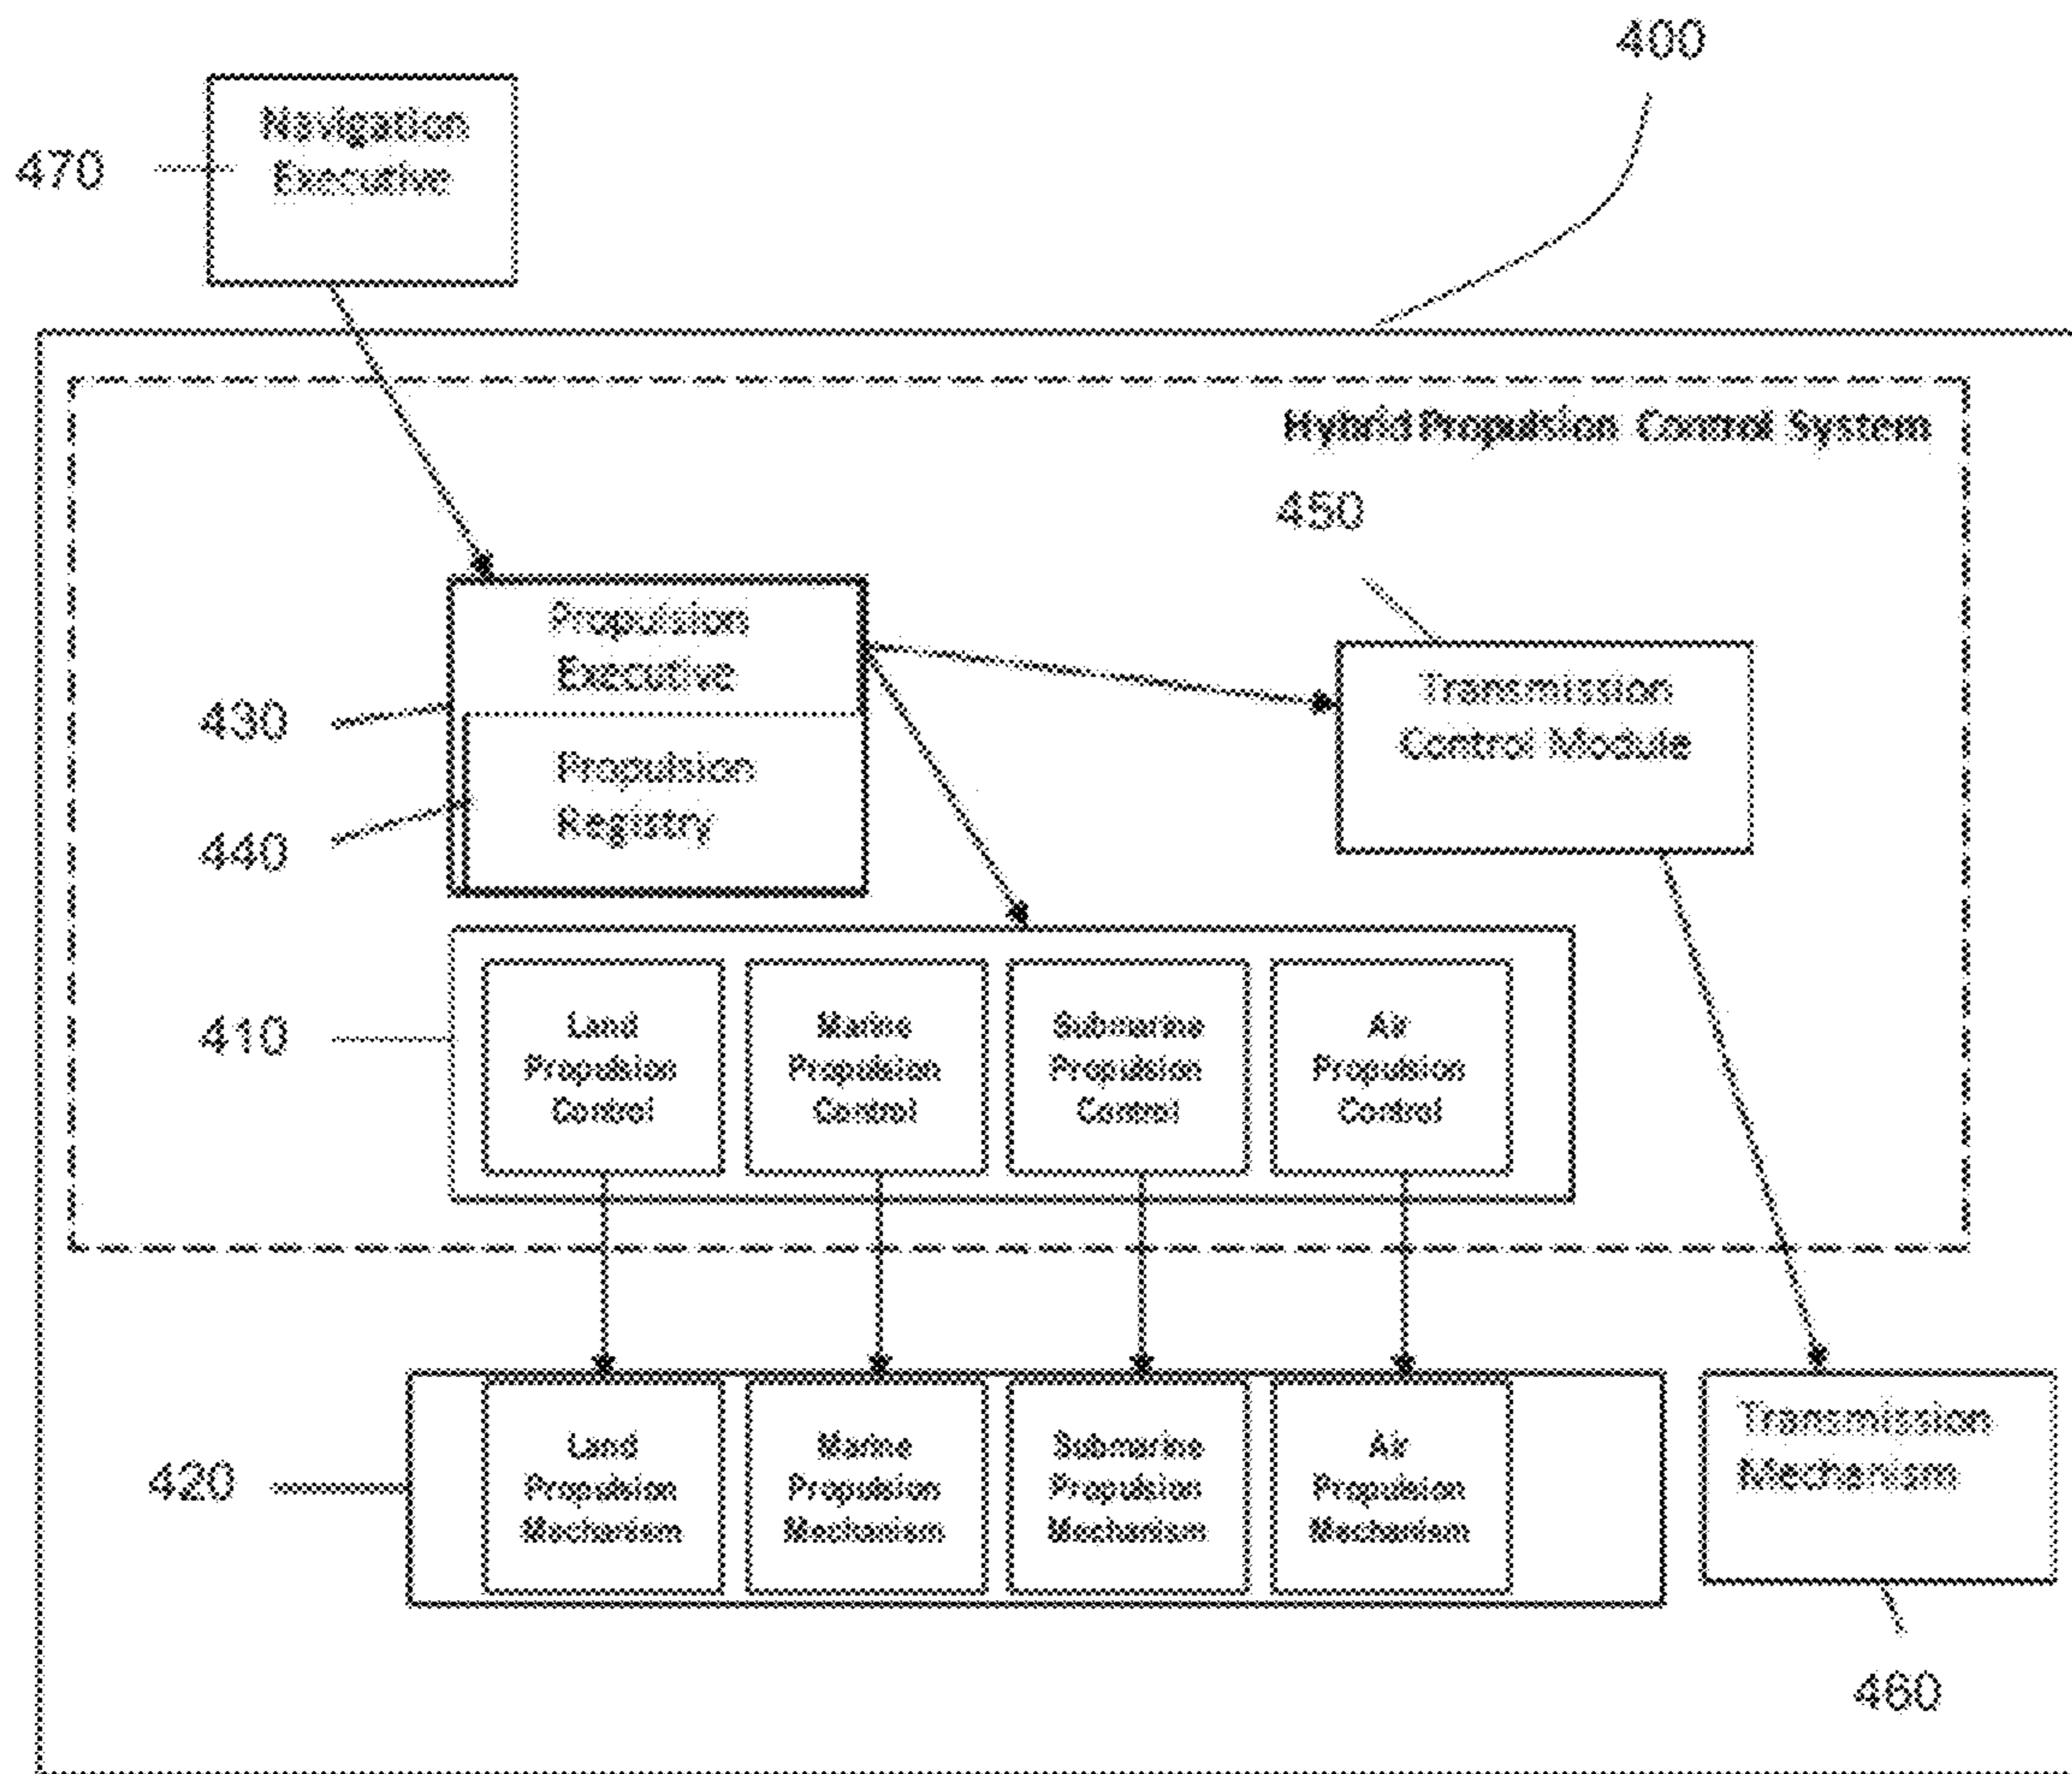 400
Navigation
Executive
470
Hybrid Propulsion Control System
450
Propulsion
Executive
430
Propulsion
Registry
440
Transmission
Control Module
410
Land
Propulsion
Control
Marine
Propulsion
Control
Submarine
Propulsion
Control
Air
Propulsion
Control
420
Land
Propulsion
Mechanism
Marine
Propulsion
Mechanism
Submarine
Propulsion
Mechanism
Air
Propulsion
Mechanism
Transmission
Mechanism
460